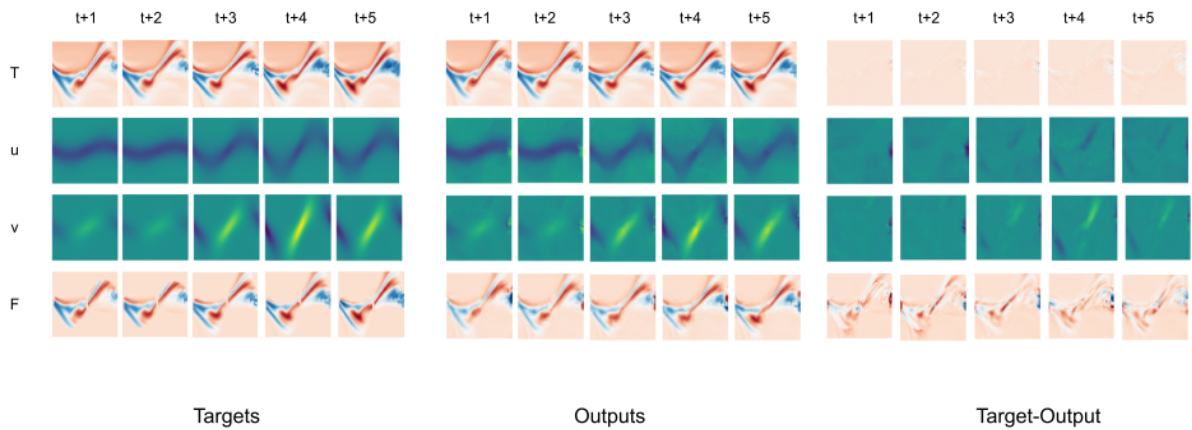 t+1 t+2 t+3 t+4 t+5 t+1 t+2 t+3 t+4 t+5 t+1 t+2 t+3 t+4 t+5
T
u
v
F
Targets Outputs Target-Output